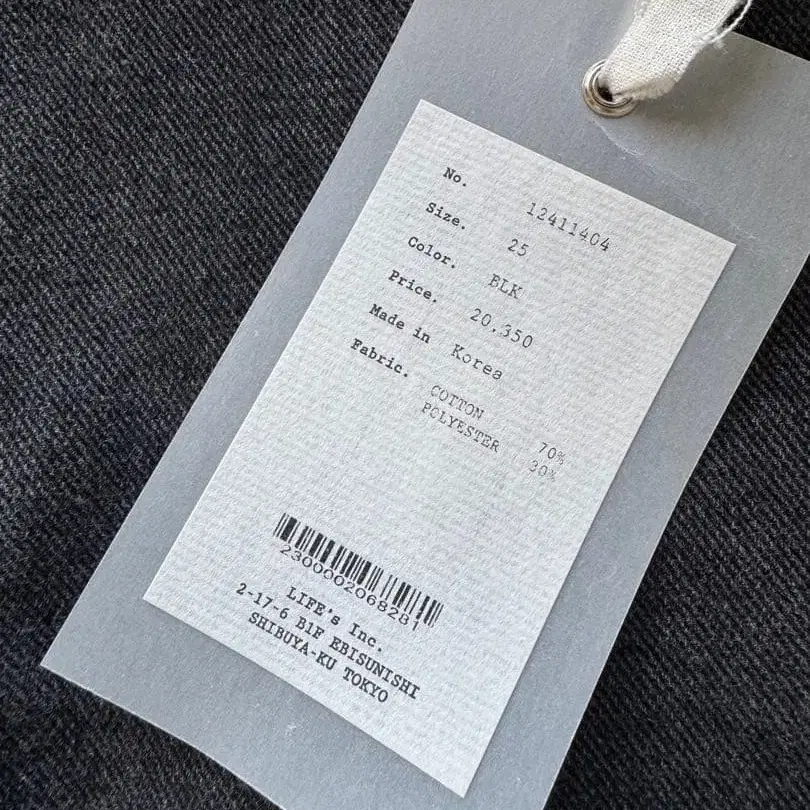 No. 12411404
Size. 25
Color. BLK
Price. 20,350
Made in Korea
Fabric.
COTTON 70%
POLYESTER 30%
2300002068281
LIFE's Inc.
2-17-6 B1F EBISUNISHI
SHIBUYA-KU TOKYO